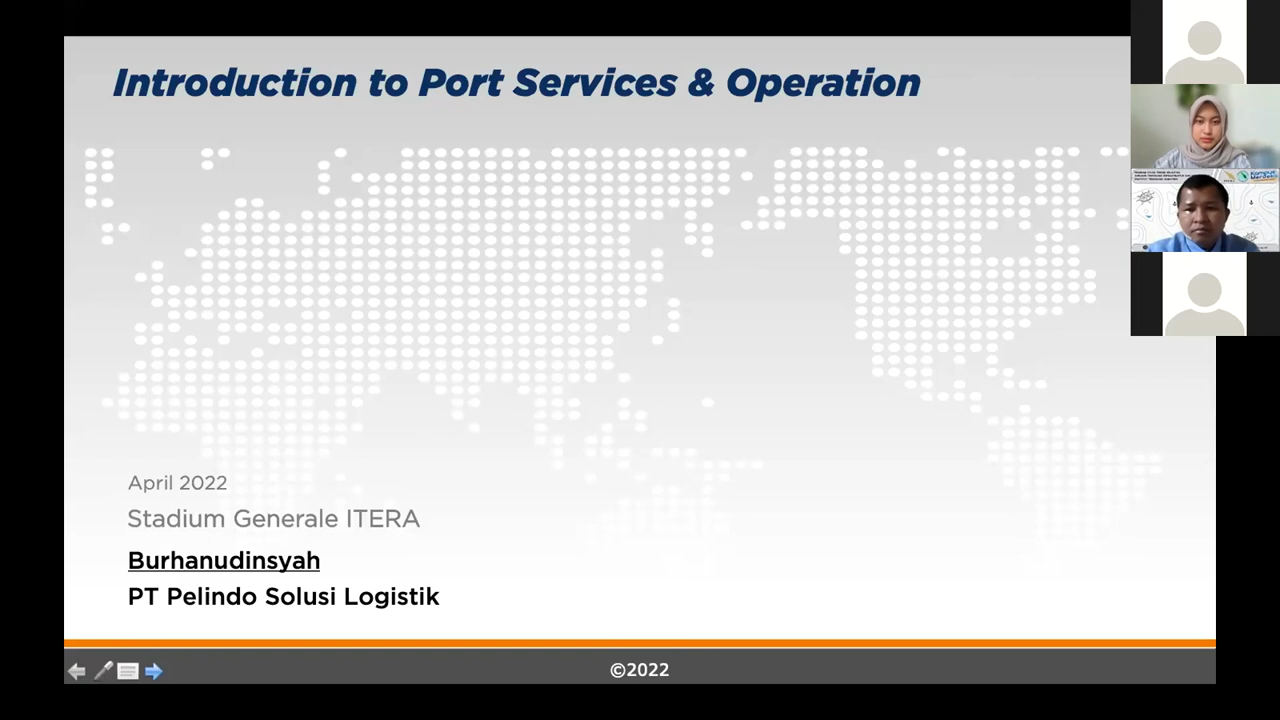 Introduction to Port Services & Operation
April 2022
Stadium Generale ITERA
Burhanudinsyah
PT Pelindo Solusi Logistik
©2022